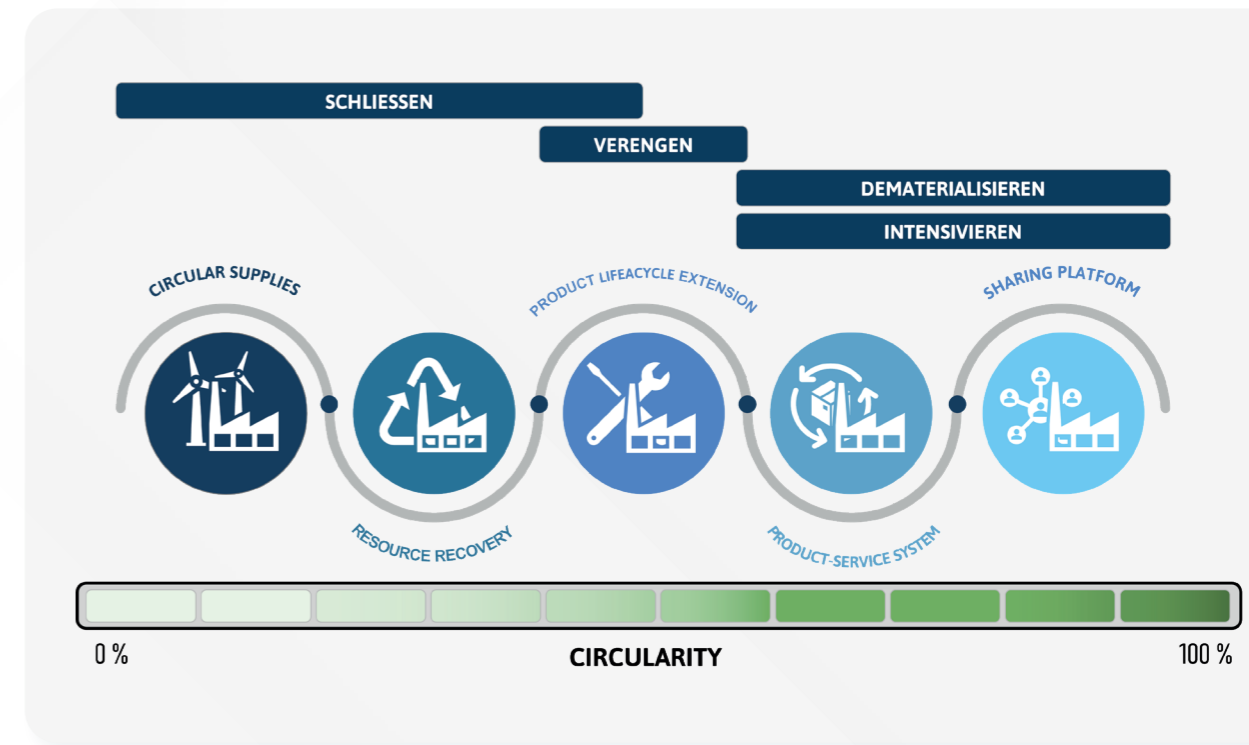 SCHLIESSEN
VERENGEN
DEMATERIALISIEREN
INTENSIVIEREN
CIRCULAR SUPPLIES
PRODUCT LIFEACYCLE EXTENSION
SHARING PLATFORM
RESOURCE RECOVERY
PRODUCT-SERVICE SYSTEM
0 %
CIRCULARITY
100 %